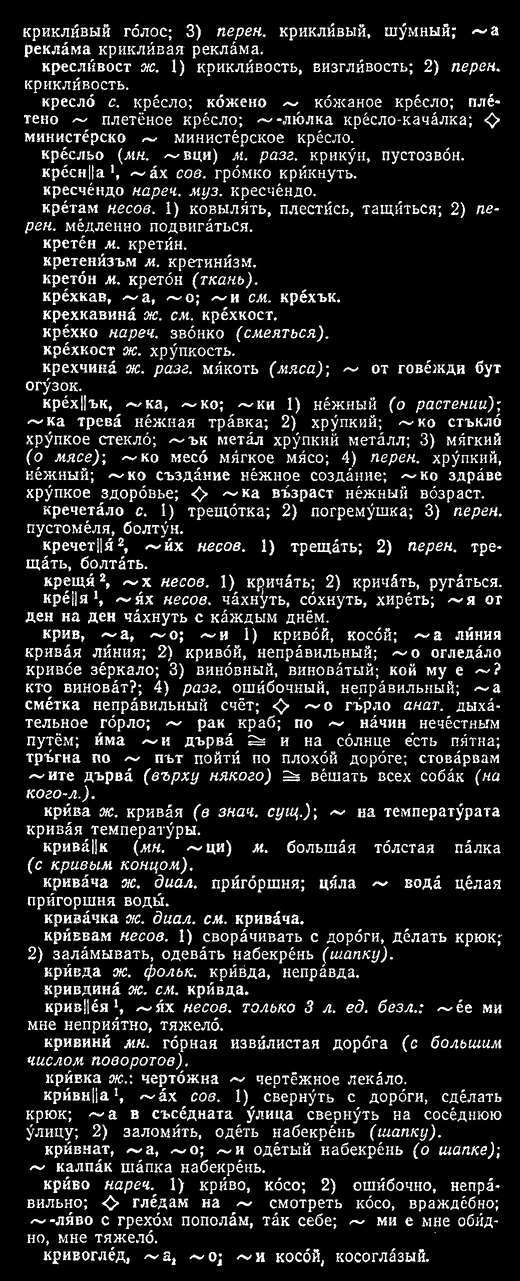 крикли́вый го́лос; 3) перен. крикли́вый, шу́мный; ~а
рекла́ма крикли́вая рекла́ма.
кресли́вост ж. 1) крикли́вость, визгли́вость; 2) перен.
крикли́вость.
кресло́ с. кре́сло; ко́жено ~ ко́жаное кре́сло; пле́-
тено ~ плетёное кре́сло; ~-лю́лка кре́сло-кача́лка; ◇
министе́рско ~ министе́рское кре́сло.
кре́сльо (мн. ~вци) м. разг. крику́н, пустозво́н.
кре́сн||а ¹, ~ах сов. гро́мко кри́кнуть.
кресче́ндо нареч. муз. кресче́ндо.
кре́там несов. 1) ковыля́ть, плести́сь, тащи́ться; 2) пе-
рен. ме́дленно подвига́ться.
крете́н м. крети́н.
кретени́зъм м. кретини́зм.
крето́н м. крето́н (ткань).
кре́хкав, ~а, ~о; ~и см. кре́хък.
крехкавина́ ж. см. кре́хкост.
кре́хко нареч. зво́нко (смеяться).
кре́хкост ж. хру́пкость.
крехчина́ ж. разг. мя́коть (мяса); ~ от гове́жди бут
огу́зок.
кре́х||ък, ~ка, ~ко; ~ки 1) не́жный (о растении);
~ка трева́ не́жная тра́вка; 2) хру́пкий; ~ко стъкло́
хру́пкое стекло́; ~ък мета́л хру́пкий мета́лл; 3) мя́гкий
(о мясе); ~ко месо́ мя́гкое мя́со; 4) перен. хру́пкий,
не́жный; ~ко създа́ние не́жное созда́ние; ~ко здра́ве
хру́пкое здоро́вье; ◇ ~ка въ́зраст не́жный во́зраст.
кречета́ло с. 1) трещо́тка; 2) погрему́шка; 3) перен.
пустоме́ля, болту́н.
кречет||я́ ², ~и́х несов. 1) треща́ть; 2) перен. тре-
ща́ть, болта́ть.
крещя́ ², ~х несов. 1) крича́ть; 2) крича́ть, руга́ться.
кре́||я ¹, ~ях несов. ча́хнуть, со́хнуть, хире́ть; ~я от
ден на ден ча́хнуть с ка́ждым днём.
крив, ~а, ~о; ~и 1) криво́й, косо́й; ~а ли́ния
крива́я ли́ния; 2) криво́й, непра́вильный; ~о огледа́ло
криво́е зе́ркало; 3) вино́вный, винова́тый; кой му е ~?
кто винова́т?; 4) разг. оши́бочный, непра́вильный; ~а
сме́тка непра́вильный счёт; ◇ ~о гъ́рло анат. дыха́-
тельное го́рло; ~ рак краб; по ~ на́чин нече́стным
путём; и́ма ~и дърва́ ≅ и на со́лнце есть пя́тна;
тръ́гна по ~ път пойти́ по плохо́й доро́ге; стова́рвам
~ите дърва́ (върху някого) ≅ ве́шать всех соба́к (на
кого-л.).
кри́ва ж. крива́я (в знач. сущ.); ~ на температу́рата
крива́я температу́ры.
крива́||к (мн. ~ци) м. больша́я то́лстая па́лка
(с кривым концом).
крива́ча ж. диал. при́горшня; ця́ла ~ вода́ це́лая
при́горшня воды́.
крива́чка ж. диал. см. крива́ча.
кри́ввам несов. 1) свора́чивать с доро́ги, де́лать крюк;
2) зала́мывать, одева́ть набекре́нь (шапку).
кри́вда ж. фольк. кри́вда, непра́вда.
кривдина́ ж. см. кри́вда.
крив||е́я ¹, ~я́х несов. только 3 л. ед. безл.: ~е́е ми
мне неприя́тно, тяжело́.
кривини́ мн. го́рная изви́листая доро́га (с большим
числом поворотов).
кри́вка ж.: черто́жна ~ чертёжное лека́ло.
кри́вн||а ¹, ~ах сов. 1) сверну́ть с доро́ги, сде́лать
крюк; ~а в съсе́дната у́лица сверну́ть на сосе́днюю
у́лицу; 2) заломи́ть, оде́ть набекре́нь (шапку).
кри́внат, ~а, ~о; ~и оде́тый набекре́нь (о шапке);
~ калпа́к ша́пка набекре́нь.
кри́во нареч. 1) кри́во, ко́со; 2) оши́бочно, непра́-
вильно; ◇ гле́дам на ~ смотре́ть ко́со, вражде́бно;
~-ля́во с грехо́м попола́м, так себе́; ~ ми е мне оби́д-
но, мне тяжело́.
кривогле́д, ~а, ~о; ~и косо́й, косогла́зый.